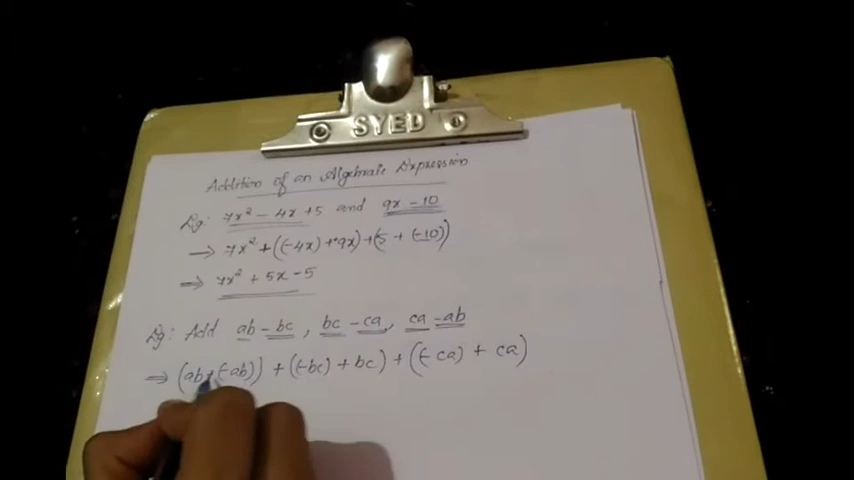 SYED
Addition of an Algebraic Expression
Eg: 7x² - 4x + 5 and 9x - 10
→ 7x² + ((-4x) + 9x) + (5 + (-10))
⇒ 7x² + 5x - 5
Eg: Add ab - bc , bc - ca , ca - ab
⇒ (ab + (-ab)) + (-bc) + bc) + (-ca) + ca)